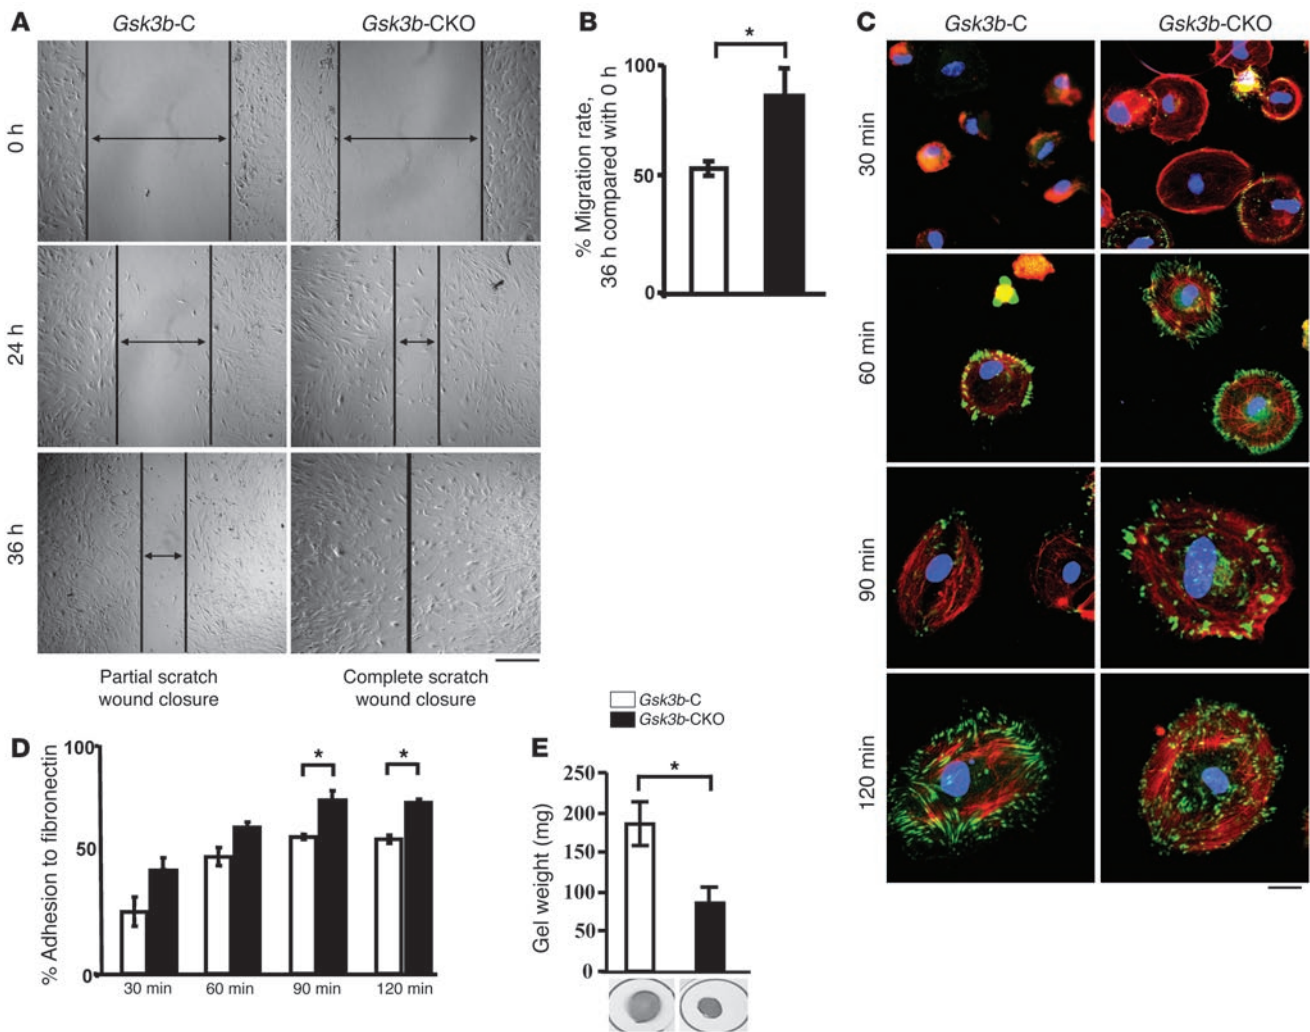 A
Gsk3b-C
Gsk3b-CKO
0 h
24 h
36 h
Partial scratch
wound closure
Complete scratch
wound closure
B
*
% Migration rate,
36 h compared with 0 h
100
50
0
C
Gsk3b-C
Gsk3b-CKO
30 min
60 min
90 min
120 min
D
% Adhesion to fibronectin
100
50
0
*
*
30 min
60 min
90 min
120 min
Gsk3b-C
Gsk3b-CKO
E
Gel weight (mg)
250
200
150
100
50
0
*